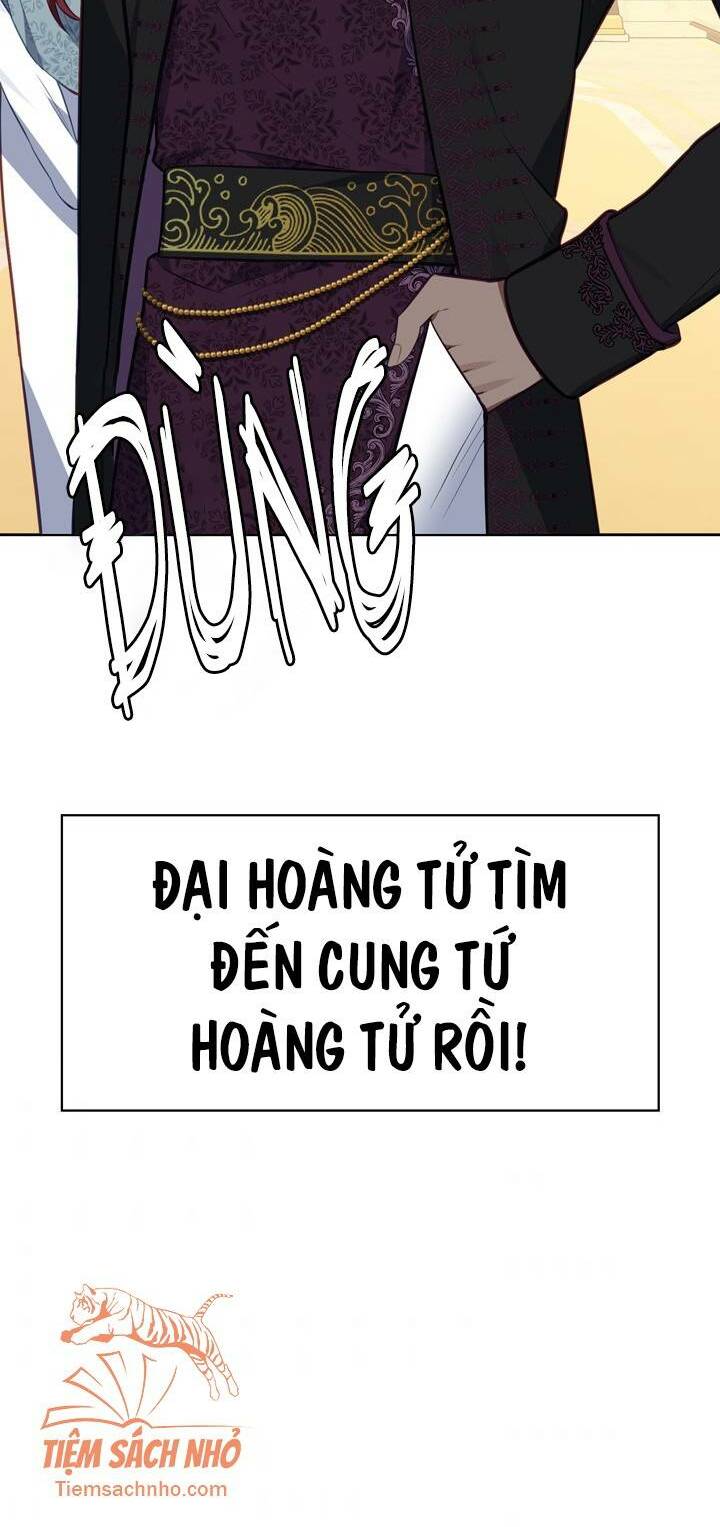 ĐÙNG
ĐẠI HOÀNG TỬ TÌM
ĐẾN CUNG TỨ
HOÀNG TỬ RỒI!
TIỆM SÁCH NHỎ
Tiemsachnho.com